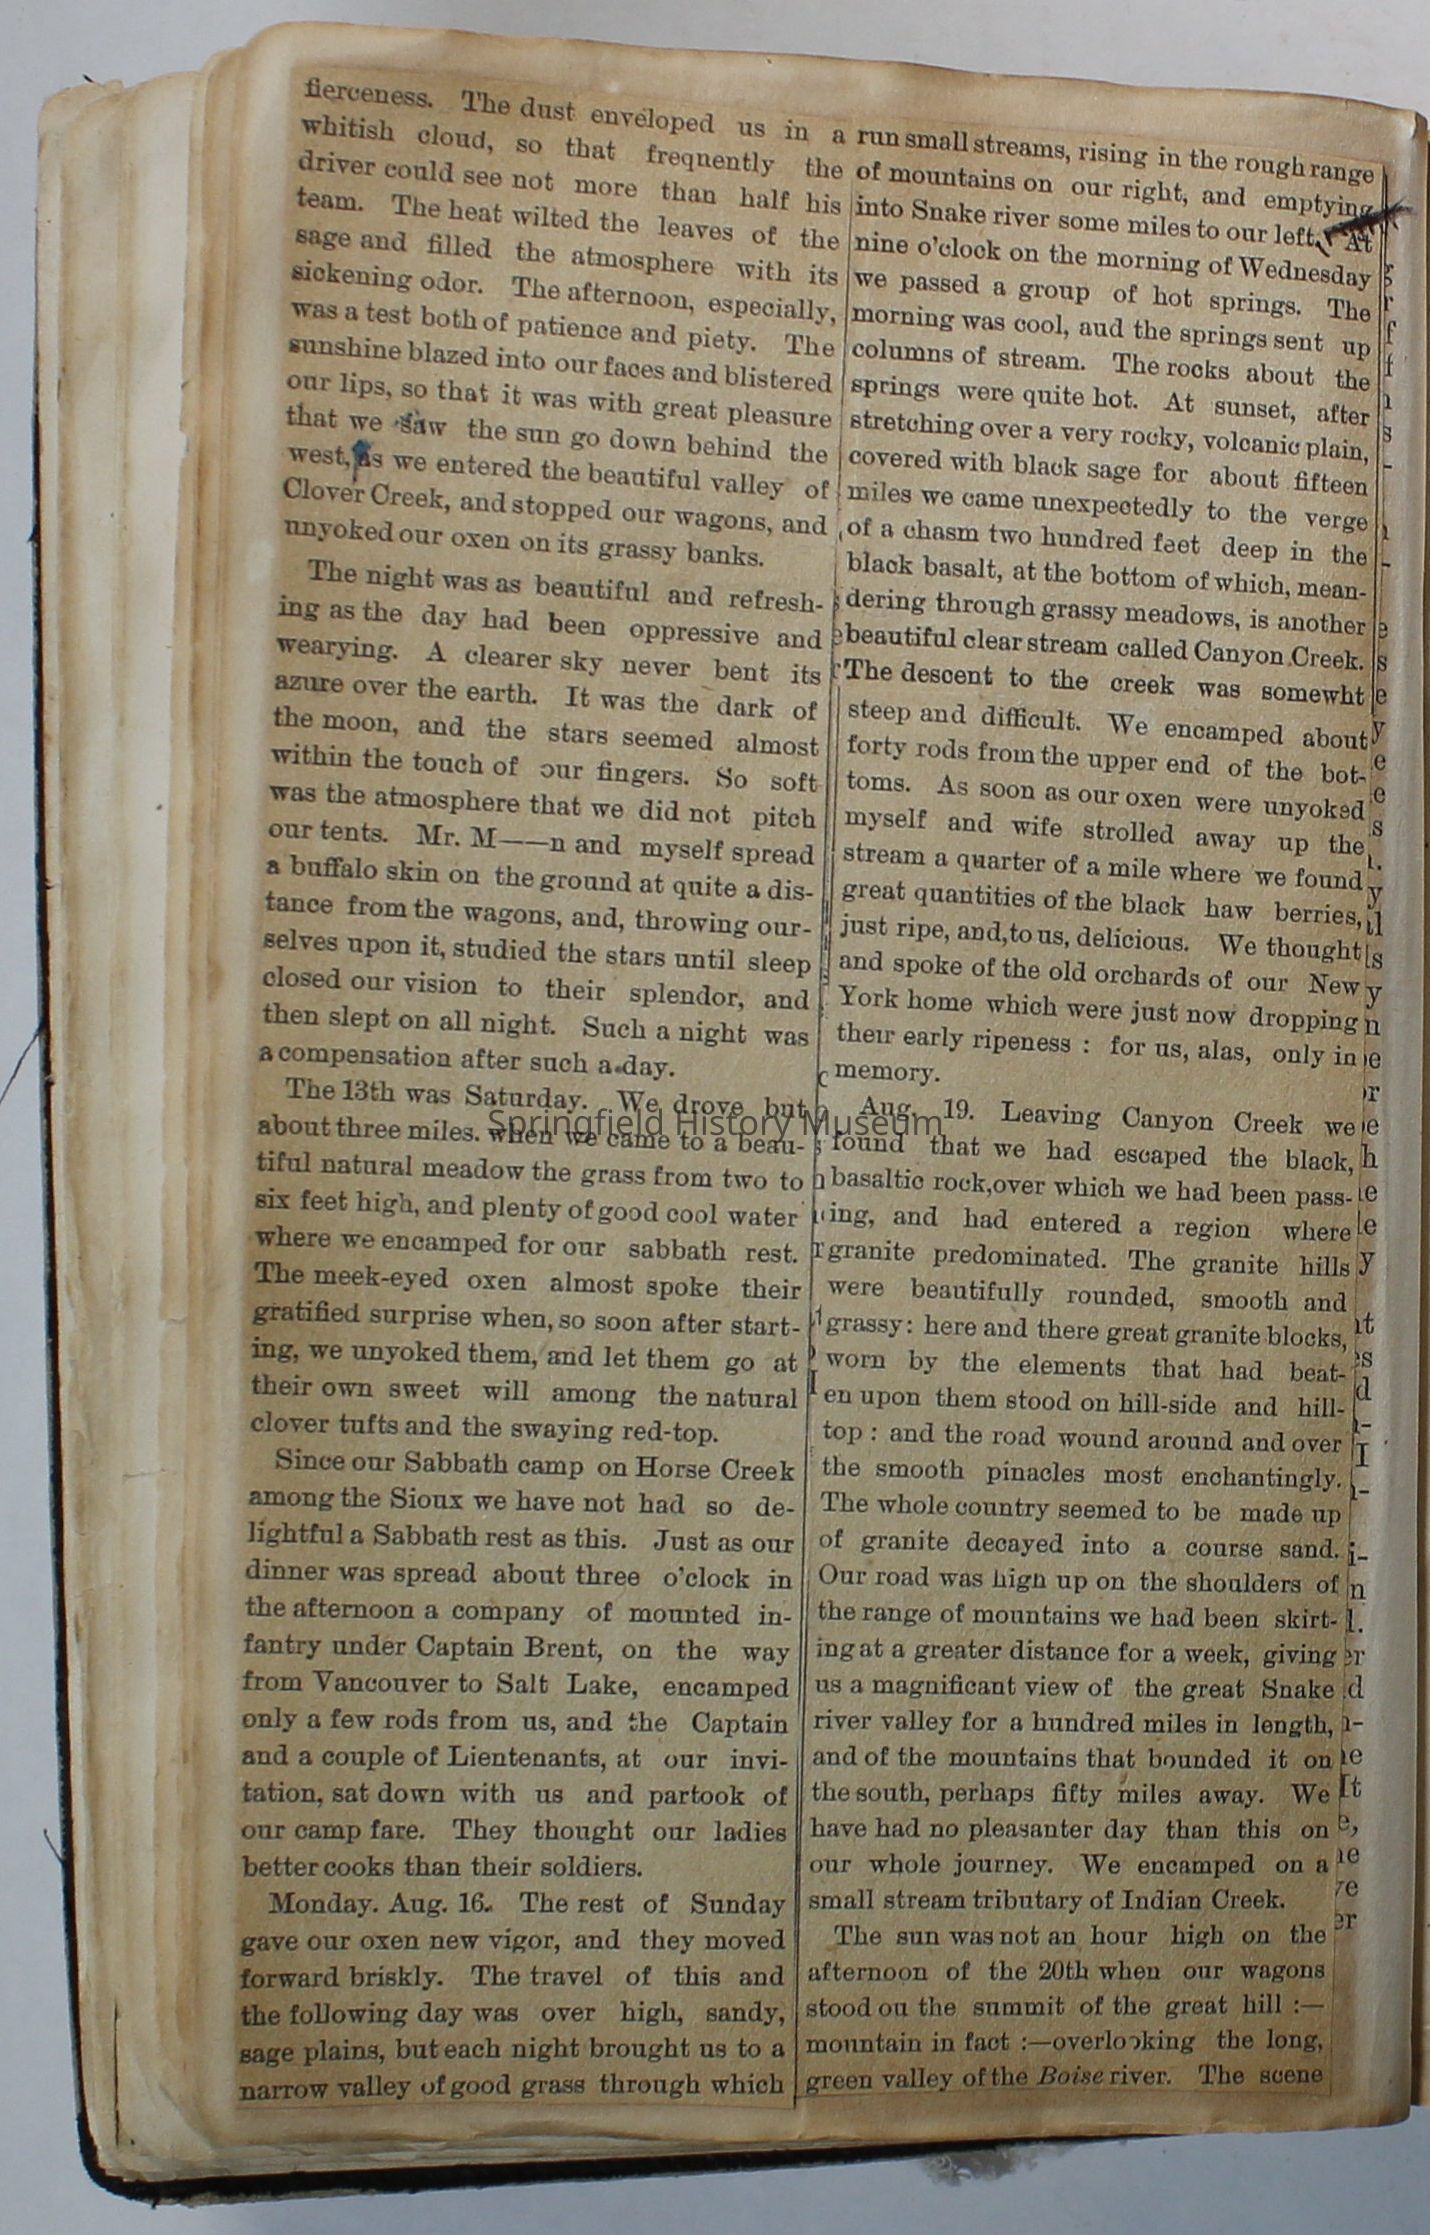 fierceness. The dust enveloped us in a
whitish cloud, so that frequently the
driver could see not more than half his
team. The heat wilted the leaves of the
sage and filled the atmosphere with its
sickening odor. The afternoon, especially,
was a test both of patience and piety. The
sunshine blazed into our faces and blistered
our lips, so that it was with great pleasure
that we saw the sun go down behind the
west, as we entered the beautiful valley of
Clover Creek, and stopped our wagons, and
unyoked our oxen on its grassy banks.
The night was as beautiful and refresh-
ing as the day had been oppressive and
wearying. A clearer sky never bent its
azure over the earth. It was the dark of
the moon, and the stars seemed almost
within the touch of our fingers. So soft
was the atmosphere that we did not pitch
our tents. Mr. M——n and myself spread
a buffalo skin on the ground at quite a dis-
tance from the wagons, and, throwing our-
selves upon it, studied the stars until sleep
closed our vision to their splendor, and
then slept on all night. Such a night was
a compensation after such a day.
The 13th was Saturday. We drove but
about three miles. when we came to a beau-
tiful natural meadow the grass from two to
six feet high, and plenty of good cool water
where we encamped for our sabbath rest.
The meek-eyed oxen almost spoke their
gratified surprise when, so soon after start-
ing, we unyoked them, and let them go at
their own sweet will among the natural
clover tufts and the swaying red-top.
Since our Sabbath camp on Horse Creek
among the Sioux we have not had so de-
lightful a Sabbath rest as this. Just as our
dinner was spread about three o'clock in
the afternoon a company of mounted in-
fantry under Captain Brent, on the way
from Vancouver to Salt Lake, encamped
only a few rods from us, and the Captain
and a couple of Lientenants, at our invi-
tation, sat down with us and partook of
our camp fare. They thought our ladies
better cooks than their soldiers.
Monday. Aug. 16. The rest of Sunday
gave our oxen new vigor, and they moved
forward briskly. The travel of this and
the following day was over high, sandy,
sage plains, but each night brought us to a
narrow valley of good grass through which
run small streams, rising in the rough range
of mountains on our right, and emptying
into Snake river some miles to our left. At
nine o'clock on the morning of Wednesday
we passed a group of hot springs. The
morning was cool, aud the springs sent up
columns of stream. The rocks about the
springs were quite hot. At sunset, after
stretching over a very rocky, volcanic plain,
covered with black sage for about fifteen
miles we came unexpectedly to the verge
of a chasm two hundred feet deep in the
black basalt, at the bottom of which, mean-
dering through grassy meadows, is another
beautiful clear stream called Canyon Creek.
The descent to the creek was somewht
steep and difficult. We encamped about
forty rods from the upper end of the bot-
toms. As soon as our oxen were unyoked
myself and wife strolled away up the
stream a quarter of a mile where we found
great quantities of the black haw berries,
just ripe, and, to us, delicious. We thought
and spoke of the old orchards of our New
York home which were just now dropping
their early ripeness : for us, alas, only in
memory.
Aug. 19. Leaving Canyon Creek we
found that we had escaped the black,
basaltic rock, over which we had been pass-
ing, and had entered a region where
granite predominated. The granite hills
were beautifully rounded, smooth and
grassy: here and there great granite blocks,
worn by the elements that had beat-
en upon them stood on hill-side and hill-
top : and the road wound around and over
the smooth pinacles most enchantingly.
The whole country seemed to be made up
of granite decayed into a course sand.
Our road was high up on the shoulders of
the range of mountains we had been skirt-
ing at a greater distance for a week, giving
us a magnificant view of the great Snake
river valley for a hundred miles in length,
and of the mountains that bounded it on
the south, perhaps fifty miles away. We
have had no pleasanter day than this on
our whole journey. We encamped on a
small stream tributary of Indian Creek.
The sun was not an hour high on the
afternoon of the 20th when our wagons
stood on the summit of the great hill :—
mountain in fact :—overlooking the long,
green valley of the Boise river. The scene
Springfield History Museum